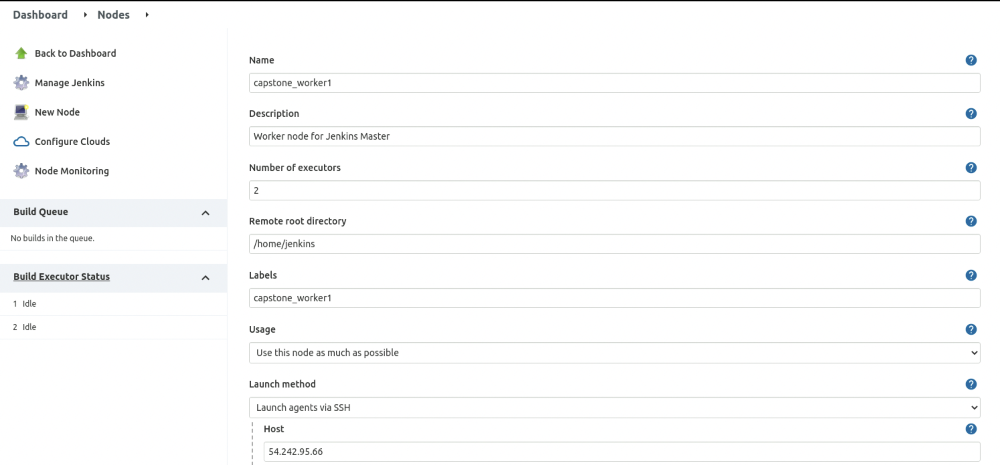 Dashboard
Nodes
Back to Dashboard
Manage Jenkins
New Node
Configure Clouds
Node Monitoring
Build Queue
No builds in the queue.
Build Executor Status
1 Idle
2 Idle
Name
capstone_worker1
Description
Worker node for Jenkins Master
Number of executors
2
Remote root directory
/home/jenkins
Labels
capstone_worker1
Usage
Use this node as much as possible
Launch method
Launch agents via SSH
Host
54.242.95.66